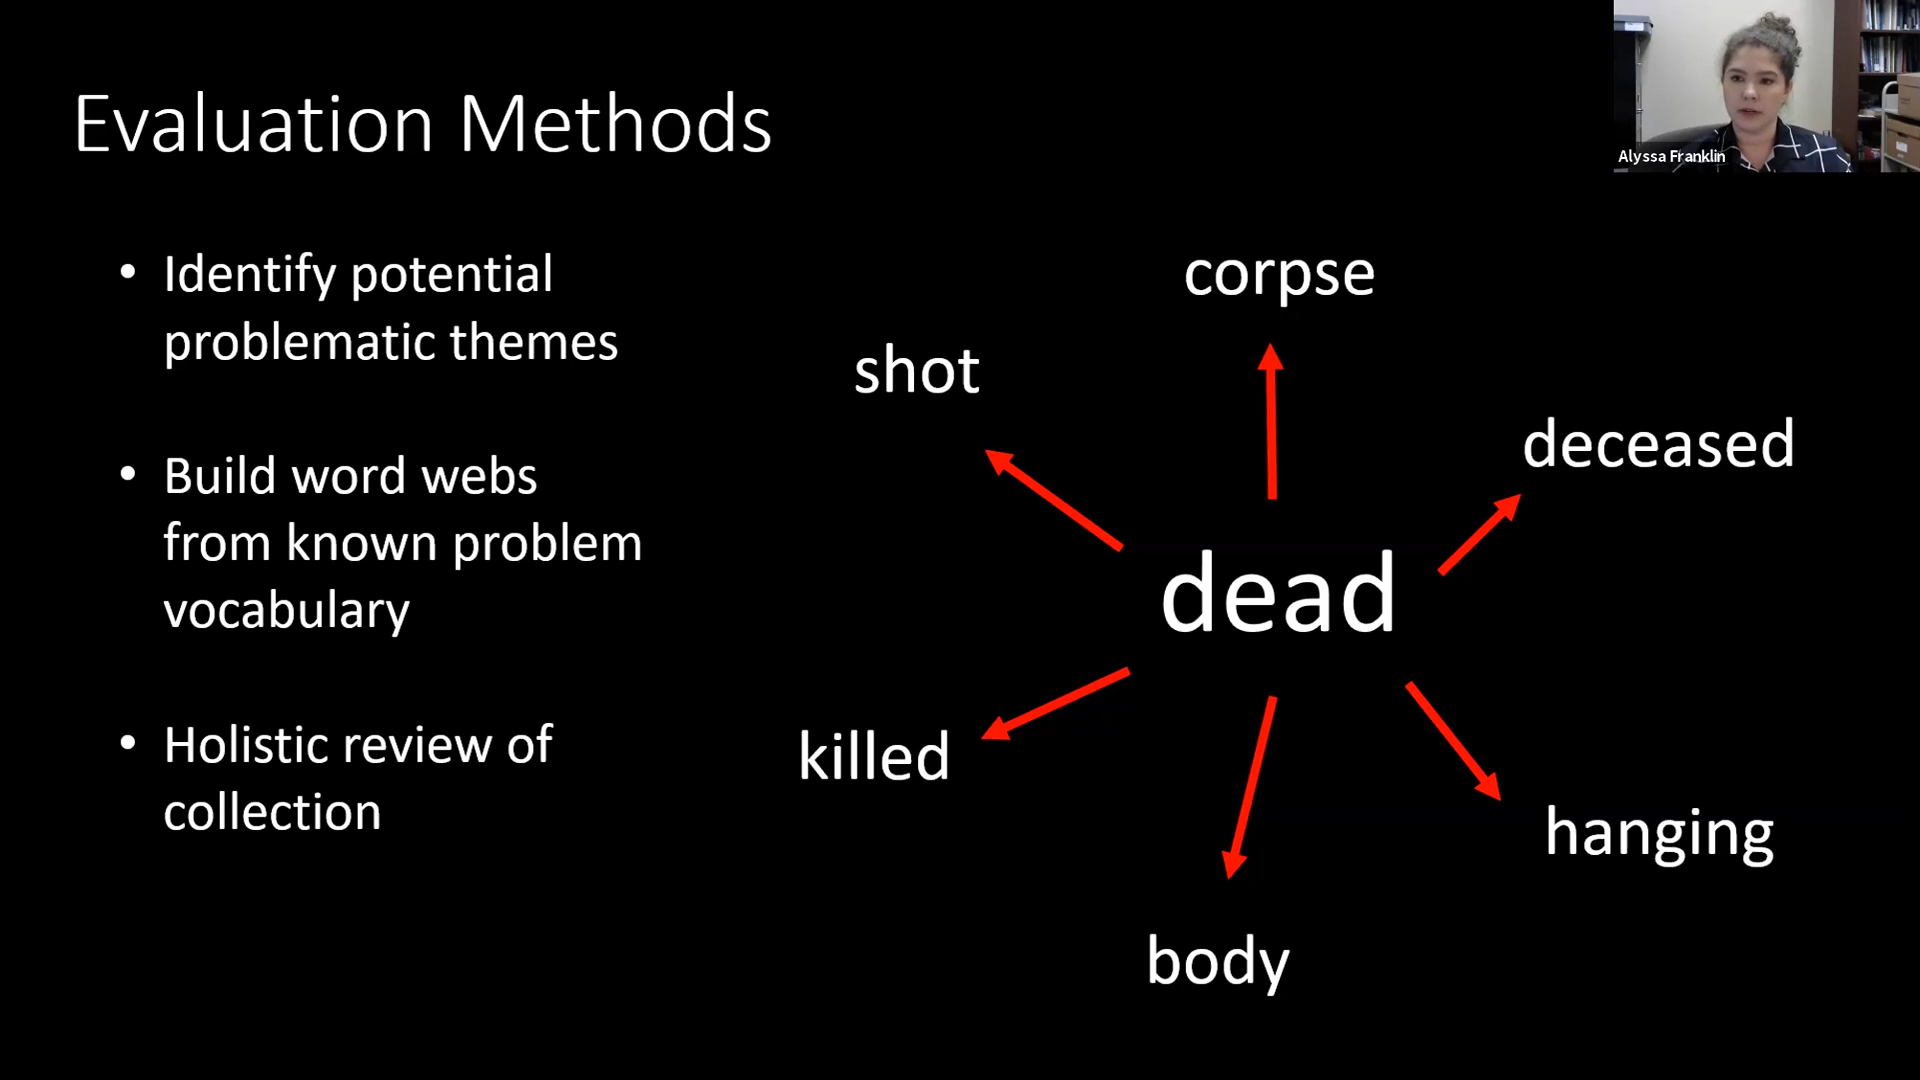 Evaluation Methods
Alyssa Franklin
• Identify potential
problematic themes
• Build word webs
from known problem
vocabulary
• Holistic review of
collection
corpse
shot
deceased
dead
killed
hanging
body